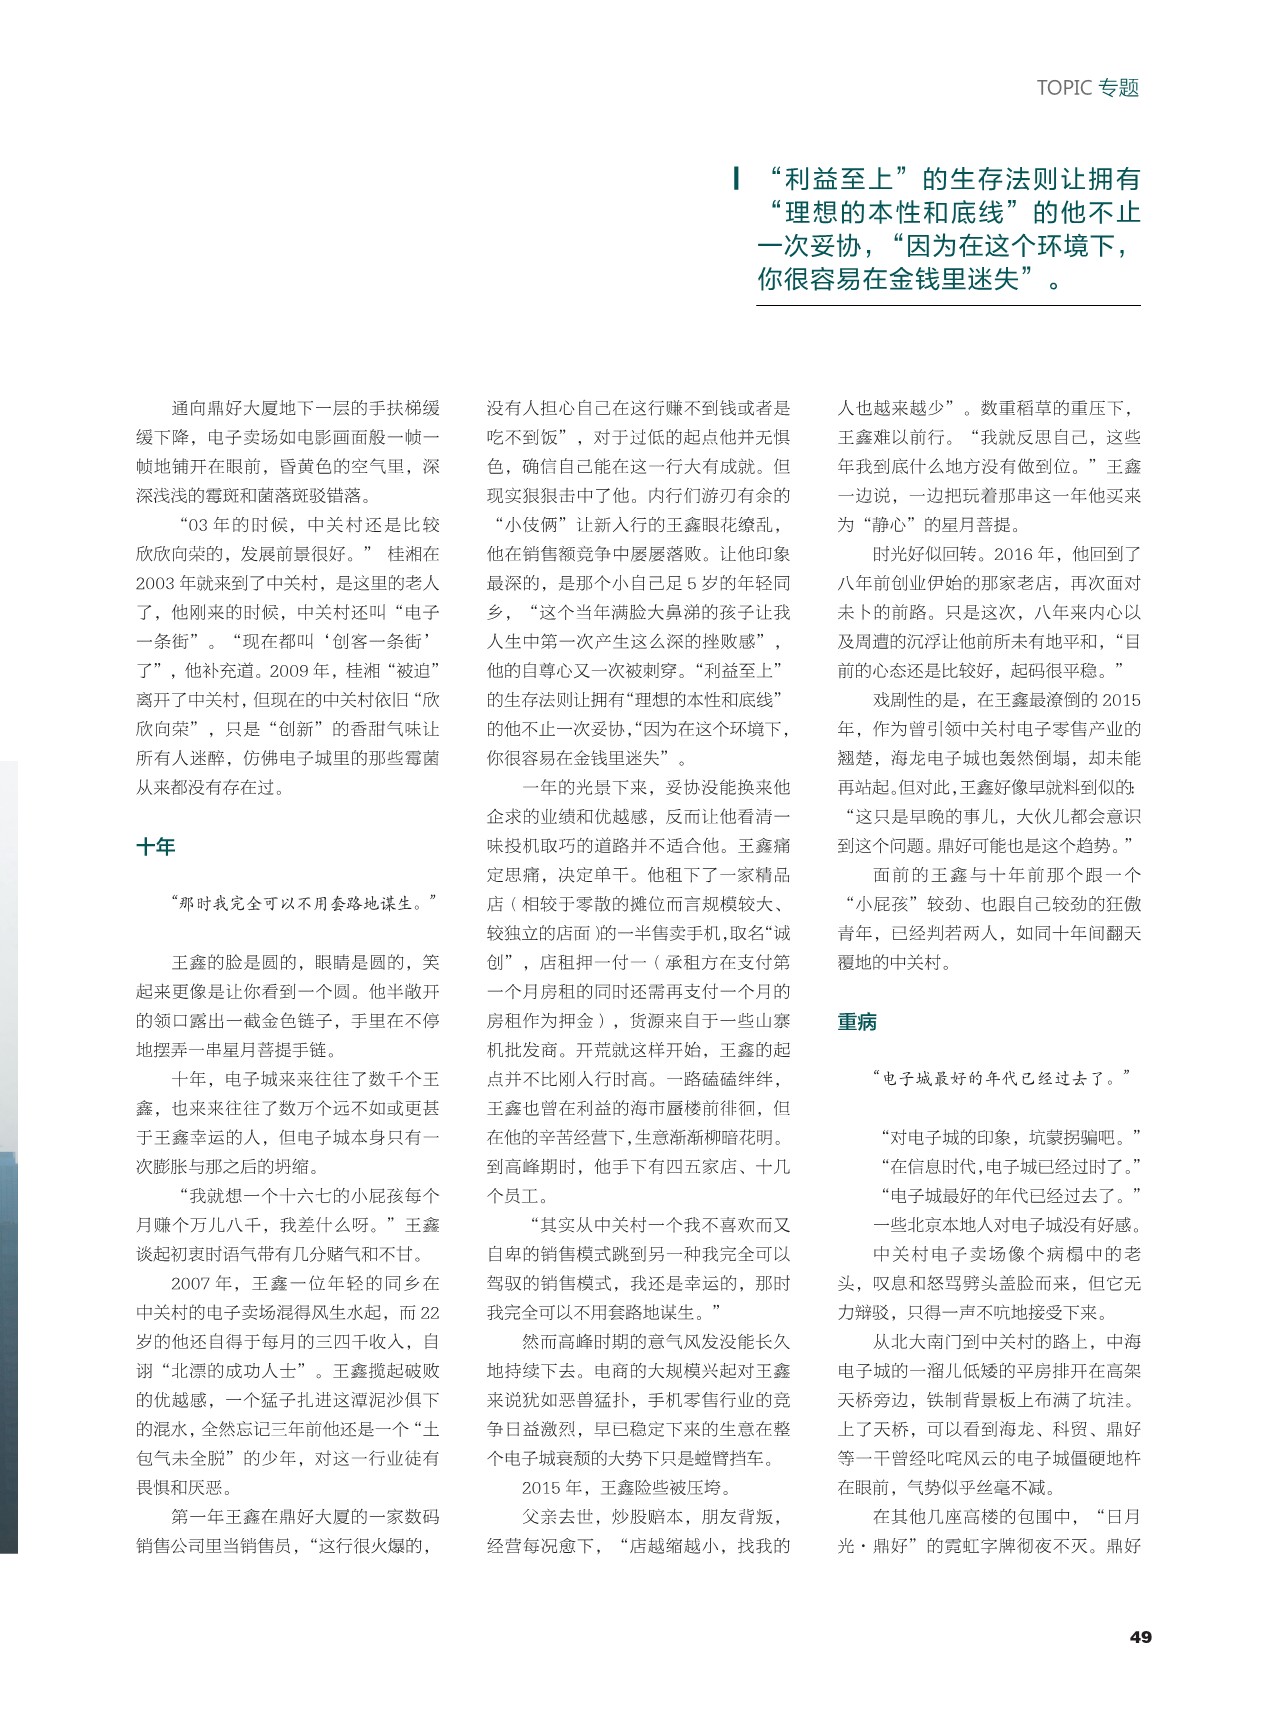 TOPIC 专题
“利益至上”的生存法则让拥有
“理想的本性和底线”的他不止
一次妥协，“因为在这个环境下，
你很容易在金钱里迷失”。
通向鼎好大厦地下一层的手扶梯缓
缓下降，电子卖场如电影画面般一帧一
帧地铺开在眼前，昏黄色的空气里，深
深浅浅的霉斑和菌落斑驳错落。
“03 年的时候，中关村还是比较
欣欣向荣的，发展前景很好。” 桂湘在
2003 年就来到了中关村，是这里的老人
了，他刚来的时候，中关村还叫“电子
一条街”。“现在都叫‘创客一条街’
了”，他补充道。2009 年，桂湘“被迫”
离开了中关村，但现在的中关村依旧“欣
欣向荣”，只是“创新”的香甜气味让
所有人迷醉，仿佛电子城里的那些霉菌
从来都没有存在过。
十年
“那时我完全可以不用套路地谋生。”
王鑫的脸是圆的，眼睛是圆的，笑
起来更像是让你看到一个圆。他半敞开
的领口露出一截金色链子，手里在不停
地摆弄一串星月菩提手链。
十年，电子城来来往往了数千个王
鑫，也来来往往了数万个远不如或更甚
于王鑫幸运的人，但电子城本身只有一
次膨胀与那之后的坍缩。
“我就想一个十六七的小屁孩每个
月赚个万儿八千，我差什么呀。”王鑫
谈起初衷时语气带有几分赌气和不甘。
2007 年，王鑫一位年轻的同乡在
中关村的电子卖场混得风生水起，而 22
岁的他还自得于每月的三四千收入，自
诩“北漂的成功人士”。王鑫揽起破败
的优越感，一个猛子扎进这潭泥沙俱下
的混水，全然忘记三年前他还是一个“土
包气未全脱”的少年，对这一行业徒有
畏惧和厌恶。
第一年王鑫在鼎好大厦的一家数码
销售公司里当销售员，“这行很火爆的，
没有人担心自己在这行赚不到钱或者是
吃不到饭”，对于过低的起点他并无惧
色，确信自己能在这一行大有成就。但
现实狠狠击中了他。内行们游刃有余的
“小伎俩”让新入行的王鑫眼花缭乱，
他在销售额竞争中屡屡落败。让他印象
最深的，是那个小自己足 5 岁的年轻同
乡，“这个当年满脸大鼻涕的孩子让我
人生中第一次产生这么深的挫败感”，
他的自尊心又一次被刺穿。“利益至上”
的生存法则让拥有“理想的本性和底线”
的他不止一次妥协，“因为在这个环境下，
你很容易在金钱里迷失”。
一年的光景下来，妥协没能换来他
企求的业绩和优越感，反而让他看清一
味投机取巧的道路并不适合他。王鑫痛
定思痛，决定单干。他租下了一家精品
店（相较于零散的摊位而言规模较大、
较独立的店面）的一半售卖手机，取名“诚
创”，店租押一付一（承租方在支付第
一个月房租的同时还需再支付一个月的
房租作为押金），货源来自于一些山寨
机批发商。开荒就这样开始，王鑫的起
点并不比刚入行时高。一路磕磕绊绊，
王鑫也曾在利益的海市蜃楼前徘徊，但
在他的辛苦经营下，生意渐渐柳暗花明。
到高峰期时，他手下有四五家店、十几
个员工。
“其实从中关村一个我不喜欢而又
自卑的销售模式跳到另一种我完全可以
驾驭的销售模式，我还是幸运的，那时
我完全可以不用套路地谋生。”
然而高峰时期的意气风发没能长久
地持续下去。电商的大规模兴起对王鑫
来说犹如恶兽猛扑，手机零售行业的竞
争日益激烈，早已稳定下来的生意在整
个电子城衰颓的大势下只是螳臂挡车。
2015 年，王鑫险些被压垮。
父亲去世，炒股赔本，朋友背叛，
经营每况愈下，“店越缩越小，找我的
人也越来越少”。数重稻草的重压下，
王鑫难以前行。“我就反思自己，这些
年我到底什么地方没有做到位。”王鑫
一边说，一边把玩着那串这一年他买来
为“静心”的星月菩提。
时光好似回转。2016 年，他回到了
八年前创业伊始的那家老店，再次面对
未卜的前路。只是这次，八年来内心以
及周遭的沉浮让他前所未有地平和，“目
前的心态还是比较好，起码很平稳。”
戏剧性的是，在王鑫最潦倒的 2015
年，作为曾引领中关村电子零售产业的
翘楚，海龙电子城也轰然倒塌，却未能
再站起。但对此，王鑫好像早就料到似的：
“这只是早晚的事儿，大伙儿都会意识
到这个问题。鼎好可能也是这个趋势。”
面前的王鑫与十年前那个跟一个
“小屁孩”较劲、也跟自己较劲的狂傲
青年，已经判若两人，如同十年间翻天
覆地的中关村。
重病
“电子城最好的年代已经过去了。”
“对电子城的印象，坑蒙拐骗吧。”
“在信息时代，电子城已经过时了。”
“电子城最好的年代已经过去了。”
一些北京本地人对电子城没有好感。
中关村电子卖场像个病榻中的老
头，叹息和怒骂劈头盖脸而来，但它无
力辩驳，只得一声不吭地接受下来。
从北大南门到中关村的路上，中海
电子城的一溜儿低矮的平房排开在高架
天桥旁边，铁制背景板上布满了坑洼。
上了天桥，可以看到海龙、科贸、鼎好
等一干曾经叱咤风云的电子城僵硬地杵
在眼前，气势似乎丝毫不减。
在其他几座高楼的包围中，“日月
光·鼎好”的霓虹字牌彻夜不灭。鼎好
49